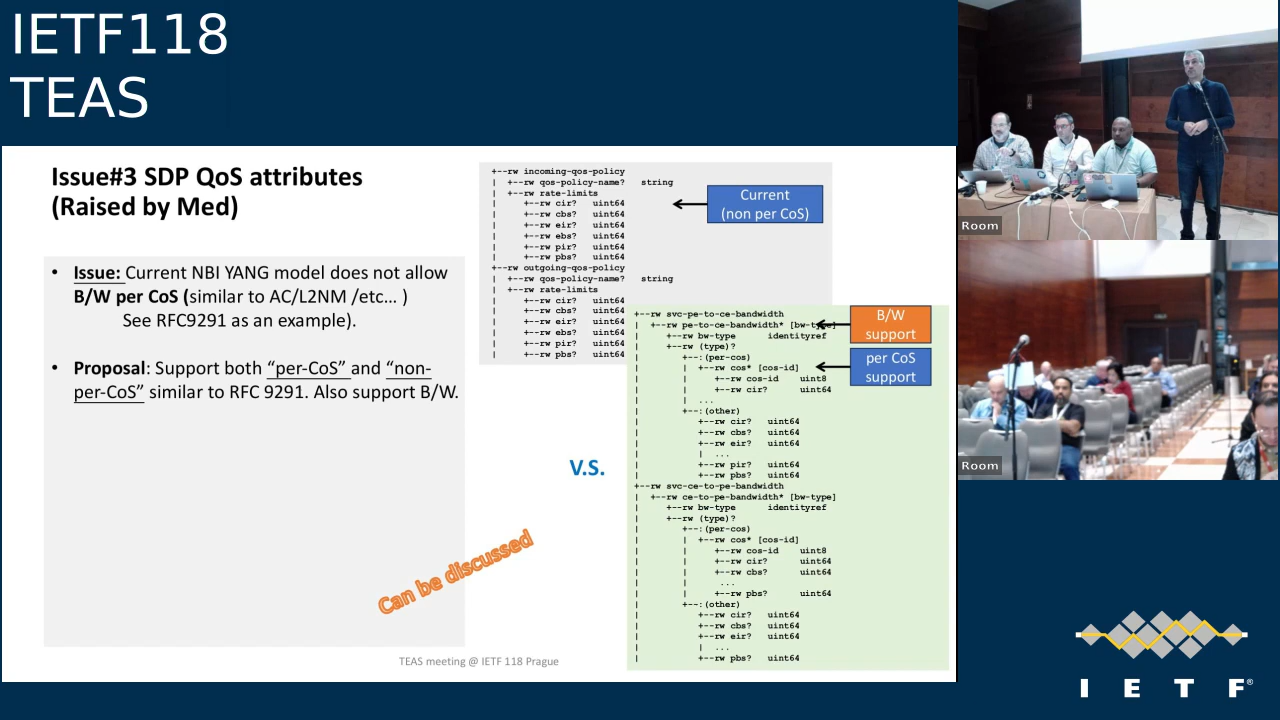 IETF118
TEAS
Issue#3 SDP QoS attributes
(Raised by Med)
• Issue: Current NBI YANG model does not allow
B/W per CoS (similar to AC/L2NM /etc... )
See RFC9291 as an example).
• Proposal: Support both “per-CoS” and “non-
per-CoS” similar to RFC 9291. Also support B/W.
+--rw incoming-qos-policy
| +--rw qos-policy-name? string
| +--rw rate-limits
| +--rw cir? uint64
| +--rw cbs? uint64
| +--rw eir? uint64
| +--rw ebs? uint64
| +--rw pir? uint64
| +--rw pbs? uint64
+--rw outgoing-qos-policy
| +--rw qos-policy-name? string
| +--rw rate-limits
| +--rw cir? uint64
| +--rw cbs? uint64
| +--rw eir? uint64
| +--rw ebs? uint64
| +--rw pir? uint64
| +--rw pbs? uint64
Current
(non per CoS)
+--rw svc-pe-to-ce-bandwidth
| +--rw pe-to-ce-bandwidth* [bw-type]
| +--rw bw-type identityref
| +--rw (type)?
| +--:(per-cos)
| | +--rw cos* [cos-id]
| | +--rw cos-id uint8
| | +--rw cir? uint64
| | ...
| +--:(other)
| +--rw cir? uint64
| +--rw cbs? uint64
| +--rw eir? uint64
| | ...
| +--rw pir? uint64
| +--rw pbs? uint64
+--rw svc-ce-to-pe-bandwidth
| +--rw ce-to-pe-bandwidth* [bw-type]
| +--rw bw-type identityref
| +--rw (type)?
| +--:(per-cos)
| | +--rw cos* [cos-id]
| | +--rw cos-id uint8
| | +--rw cir? uint64
| | +--rw cbs? uint64
| | ...
| | +--rw pbs? uint64
| +--:(other)
| +--rw cir? uint64
| +--rw cbs? uint64
| +--rw eir? uint64
| | ...
| +--rw pbs? uint64
B/W
support
per CoS
support
V.S.
Can be discussed
TEAS meeting @ IETF 118 Prague
Room
Room
I E T F®